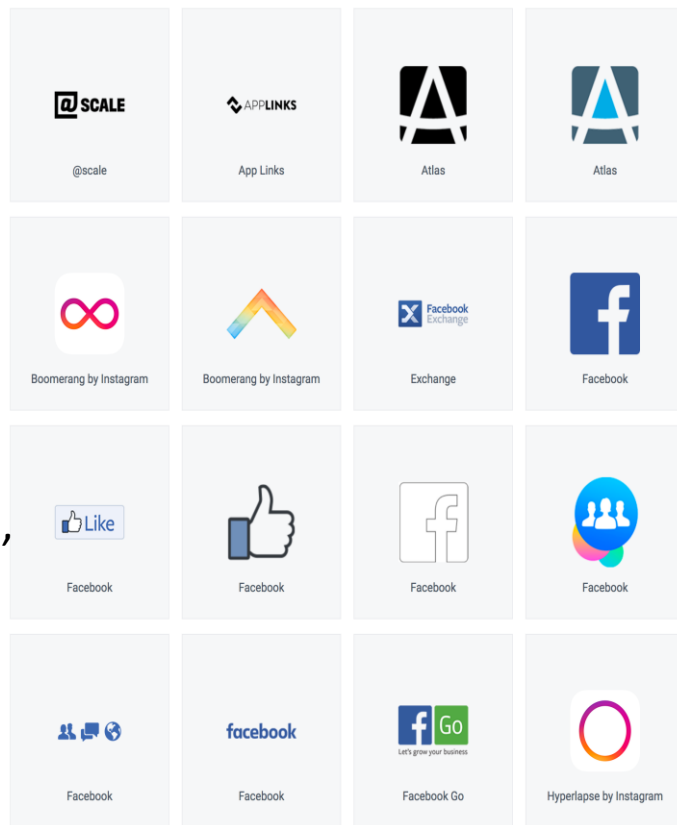 @ SCALE
APPLINKS
@scale
App Links
Atlas
Atlas
Facebook
Exchange
Boomerang by Instagram
Boomerang by Instagram
Exchange
Facebook
,
Like
Facebook
Facebook
Facebook
Facebook
facebook
Go
Let's grow your business
Facebook
Facebook
Facebook Go
Hyperlapse by Instagram